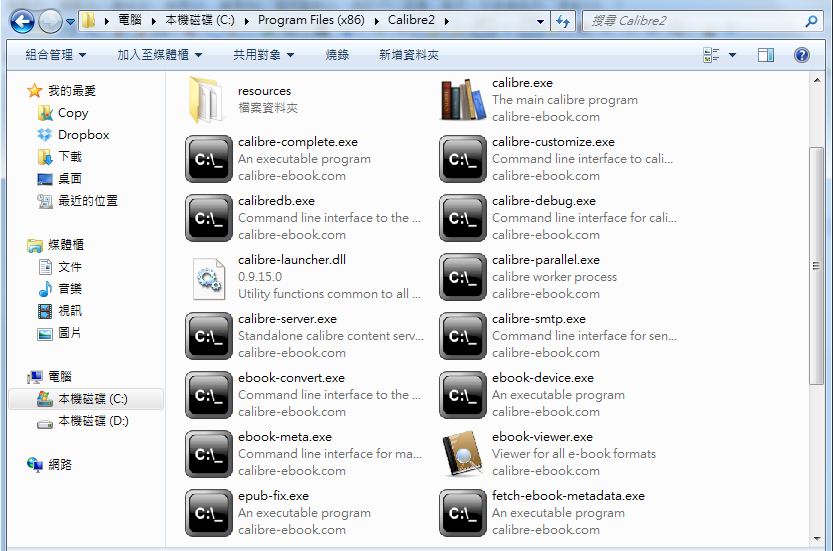 電腦 ▸ 本機磁碟 (C:) ▸ Program Files (x86) ▸ Calibre2 ▸
搜尋 Calibre2
組合管理 加入至媒體櫃 共用對象 燒錄 新增資料夾
我的最愛
Copy
Dropbox
下載
桌面
最近的位置
媒體櫃
文件
音樂
視訊
圖片
電腦
本機磁碟 (C:)
本機磁碟 (D:)
網路
resources
檔案資料夾
calibre.exe
The main calibre program
calibre-ebook.com
calibre-complete.exe
An executable program
calibre-ebook.com
calibre-customize.exe
Command line interface to cali...
calibre-ebook.com
calibredb.exe
Command line interface to the ...
calibre-ebook.com
calibre-debug.exe
Command line interface for cali...
calibre-ebook.com
calibre-launcher.dll
0.9.15.0
Utility functions common to all ...
calibre-parallel.exe
calibre worker process
calibre-ebook.com
calibre-server.exe
Standalone calibre content serv...
calibre-ebook.com
calibre-smtp.exe
Command line interface for sen...
calibre-ebook.com
ebook-convert.exe
Command line interface to the ...
calibre-ebook.com
ebook-device.exe
An executable program
calibre-ebook.com
ebook-meta.exe
Command line interface for ma...
calibre-ebook.com
ebook-viewer.exe
Viewer for all e-book formats
calibre-ebook.com
epub-fix.exe
An executable program
calibre-ebook.com
fetch-ebook-metadata.exe
An executable program
calibre-ebook.com